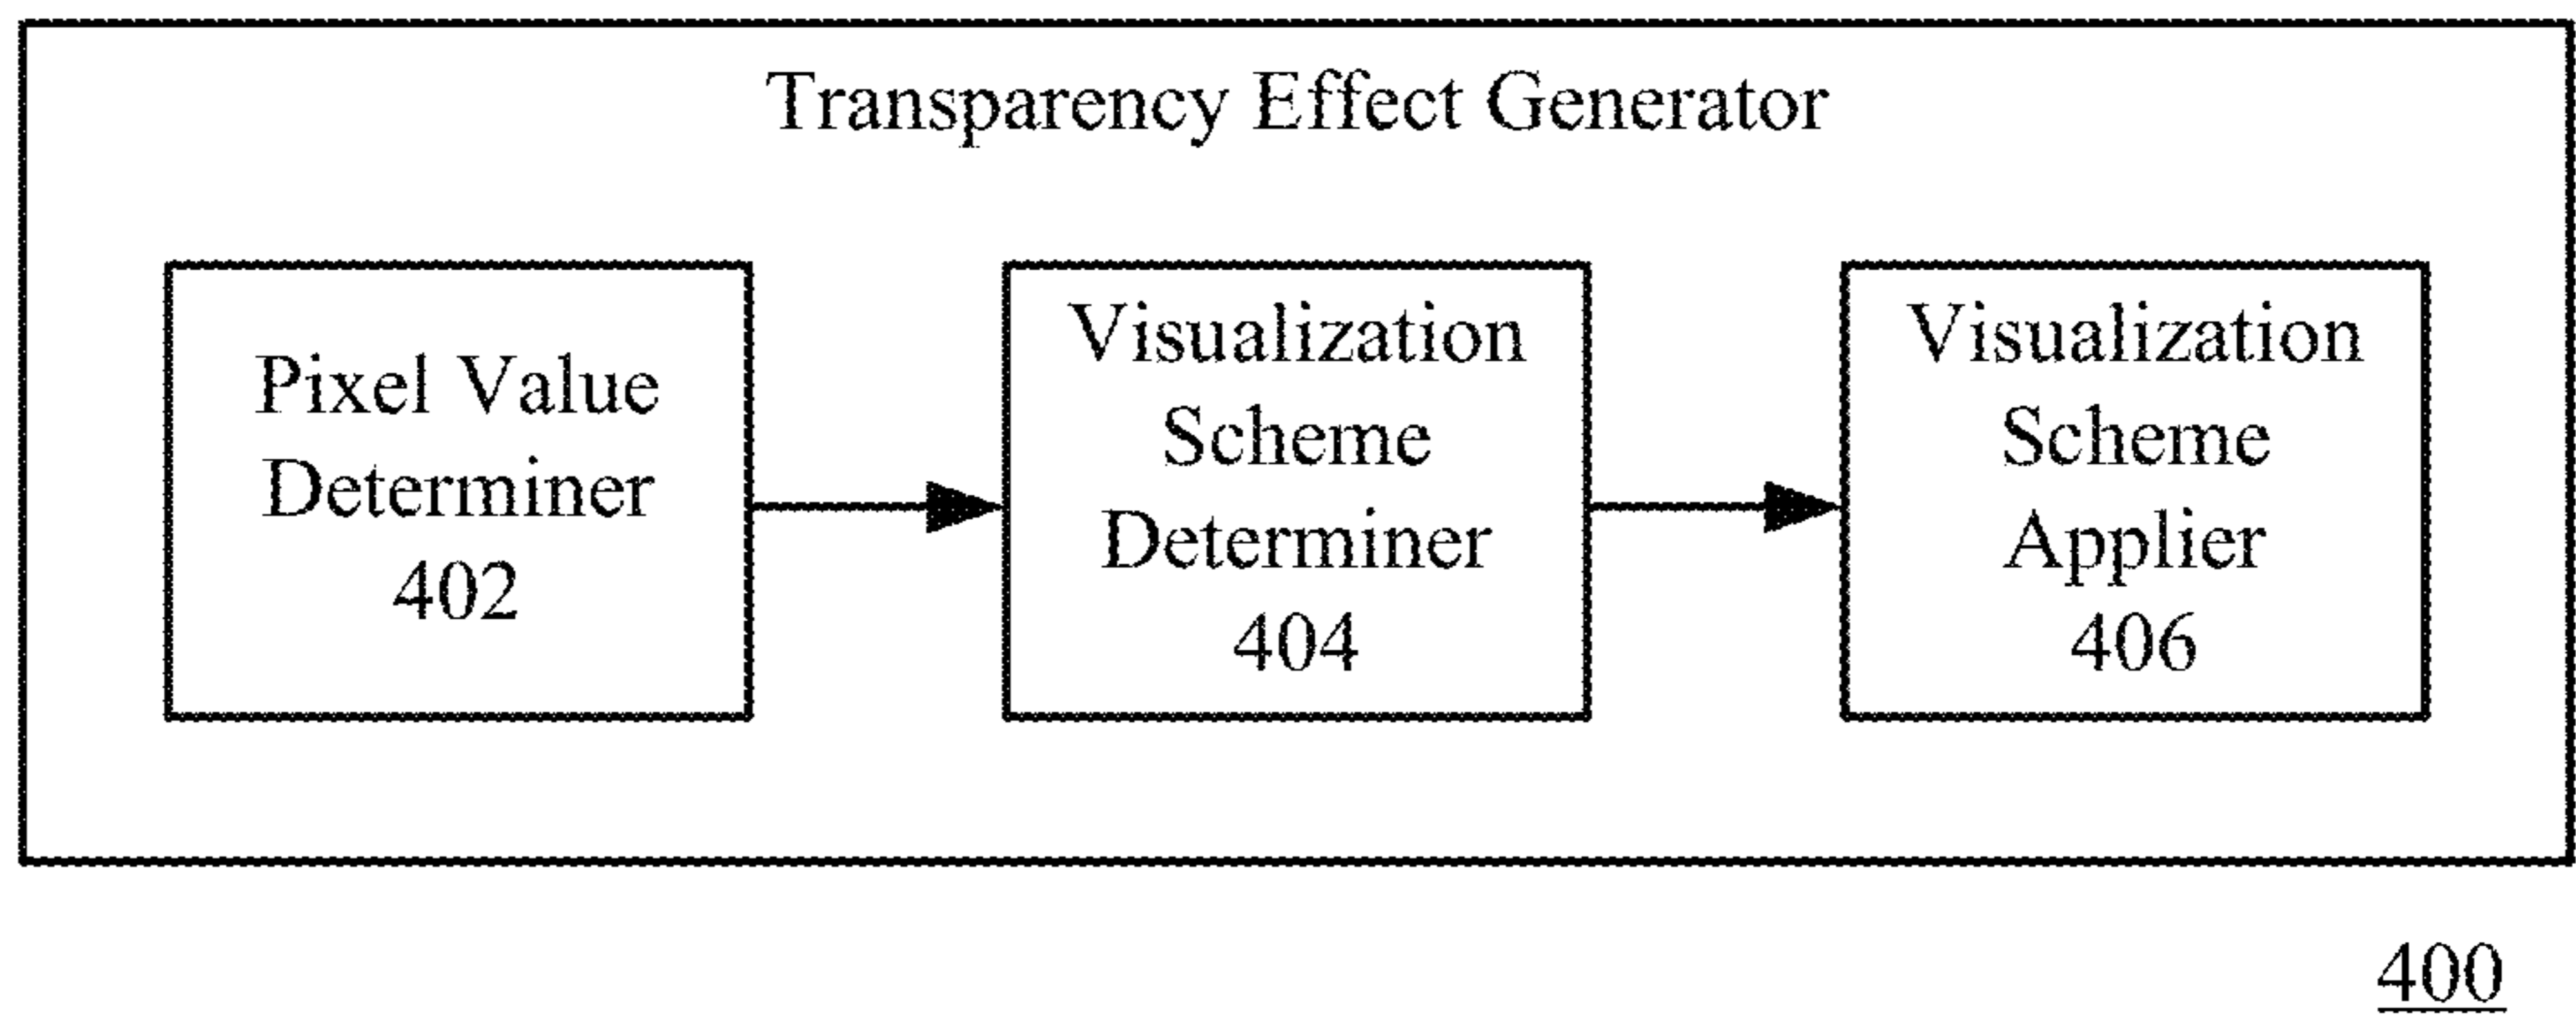 Transparency Effect Generator
Pixel Value
Determiner
402
Visualization
Scheme
Determiner
404
Visualization
Scheme
Applier
406
400